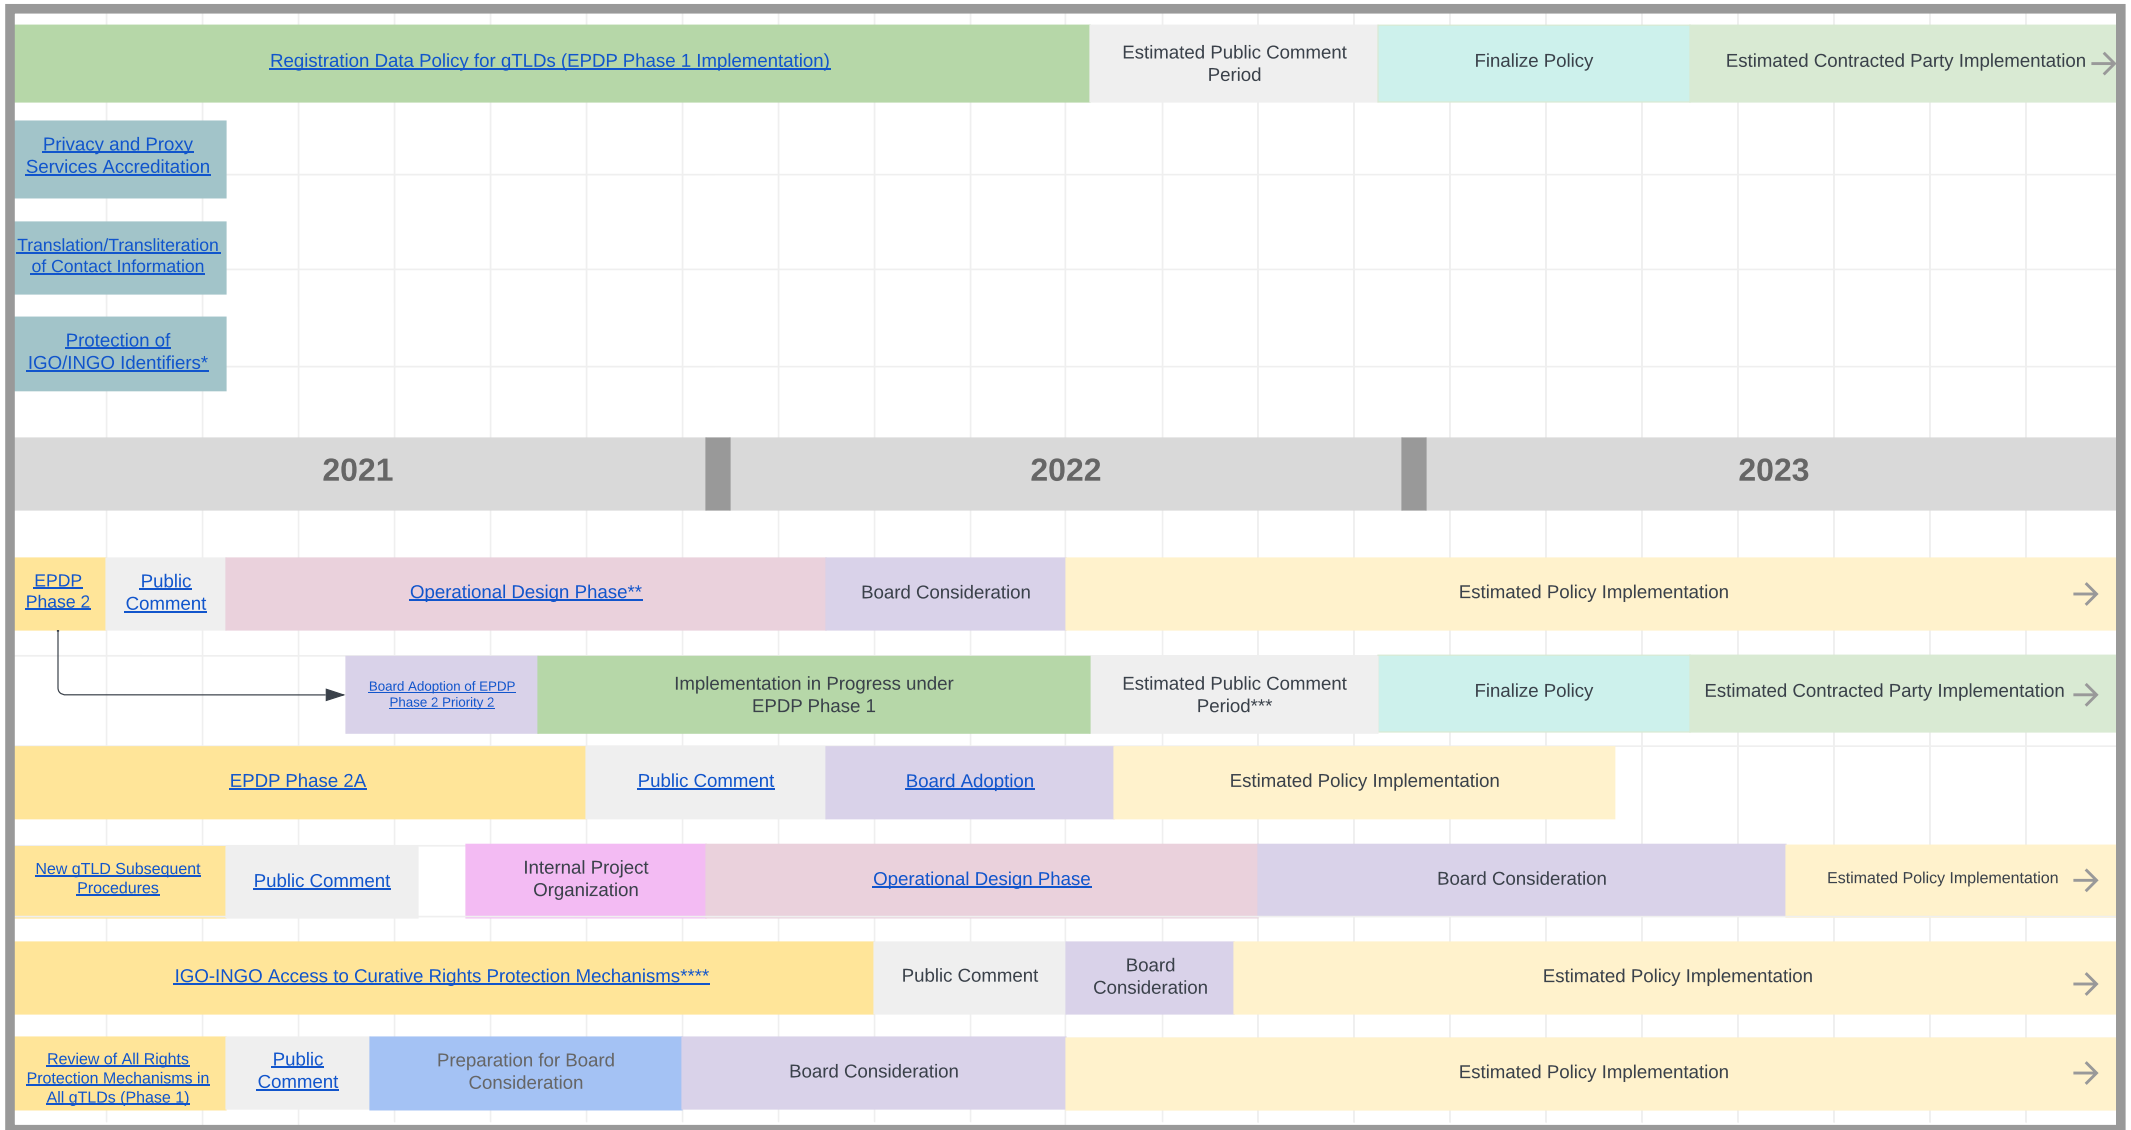 Registration Data Policy for gTLDs (EPDP Phase 1 Implementation)
Estimated Public Comment
Period
Finalize Policy
Estimated Contracted Party Implementation
Privacy and Proxy
Services Accreditation
Translation/Transliteration
of Contact Information
Protection of
IGO/INGO Identifiers*
2021
2022
2023
EPDP
Phase 2
Public
Comment
Operational Design Phase**
Board Consideration
Estimated Policy Implementation
Board Adoption of EPDP
Phase 2 Priority 2
Implementation in Progress under
EPDP Phase 1
Estimated Public Comment
Period***
Finalize Policy
Estimated Contracted Party Implementation
EPDP Phase 2A
Public Comment
Board Adoption
Estimated Policy Implementation
New gTLD Subsequent
Procedures
Public Comment
Internal Project
Organization
Operational Design Phase
Board Consideration
Estimated Policy Implementation
IGO-INGO Access to Curative Rights Protection Mechanisms****
Public Comment
Board
Consideration
Estimated Policy Implementation
Review of All Rights
Protection Mechanisms in
All gTLDs (Phase 1)
Public
Comment
Preparation for Board
Consideration
Board Consideration
Estimated Policy Implementation